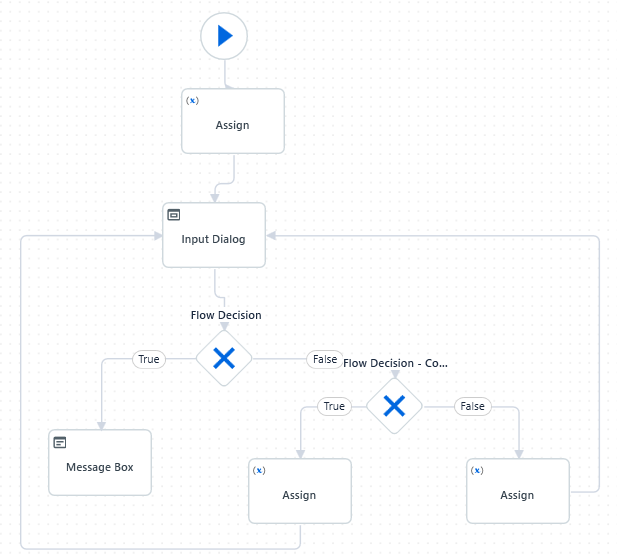 (x)
Assign
Input Dialog
Flow Decision
True
False
Flow Decision - Co...
True
False
Message Box
(x)
Assign
(x)
Assign